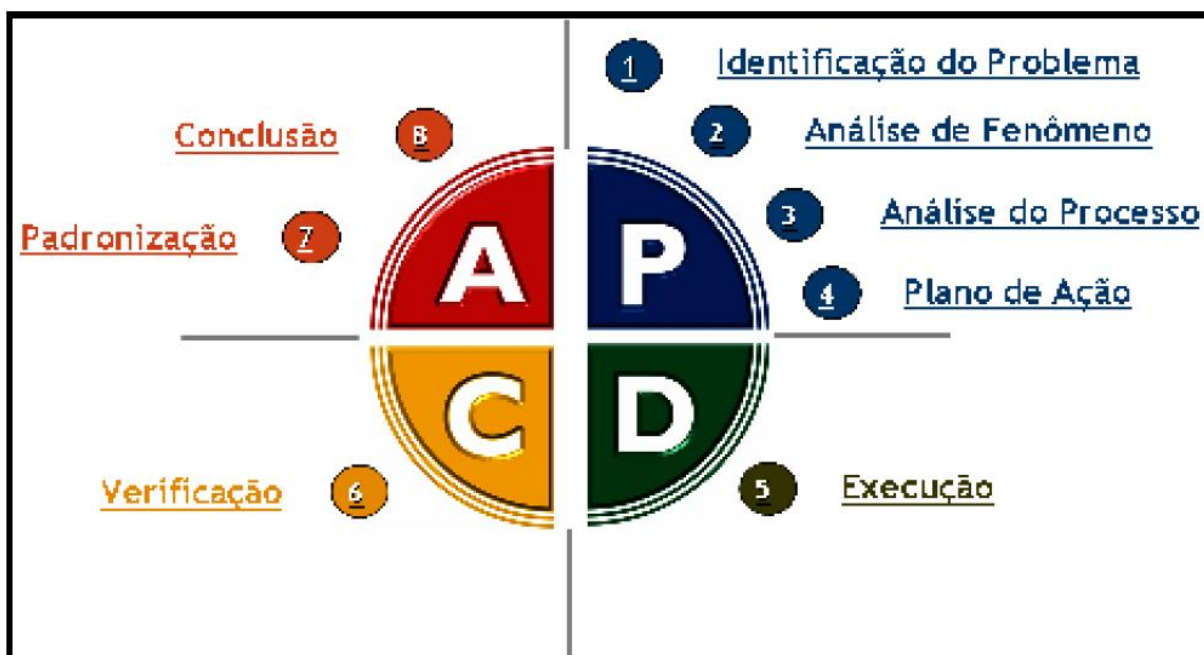 1 Identificação do Problema
2 Análise de Fenômeno
3 Análise do Processo
4 Plano de Ação
5 Execução
6 Verificação
7 Padronização
8 Conclusão
A P
C D